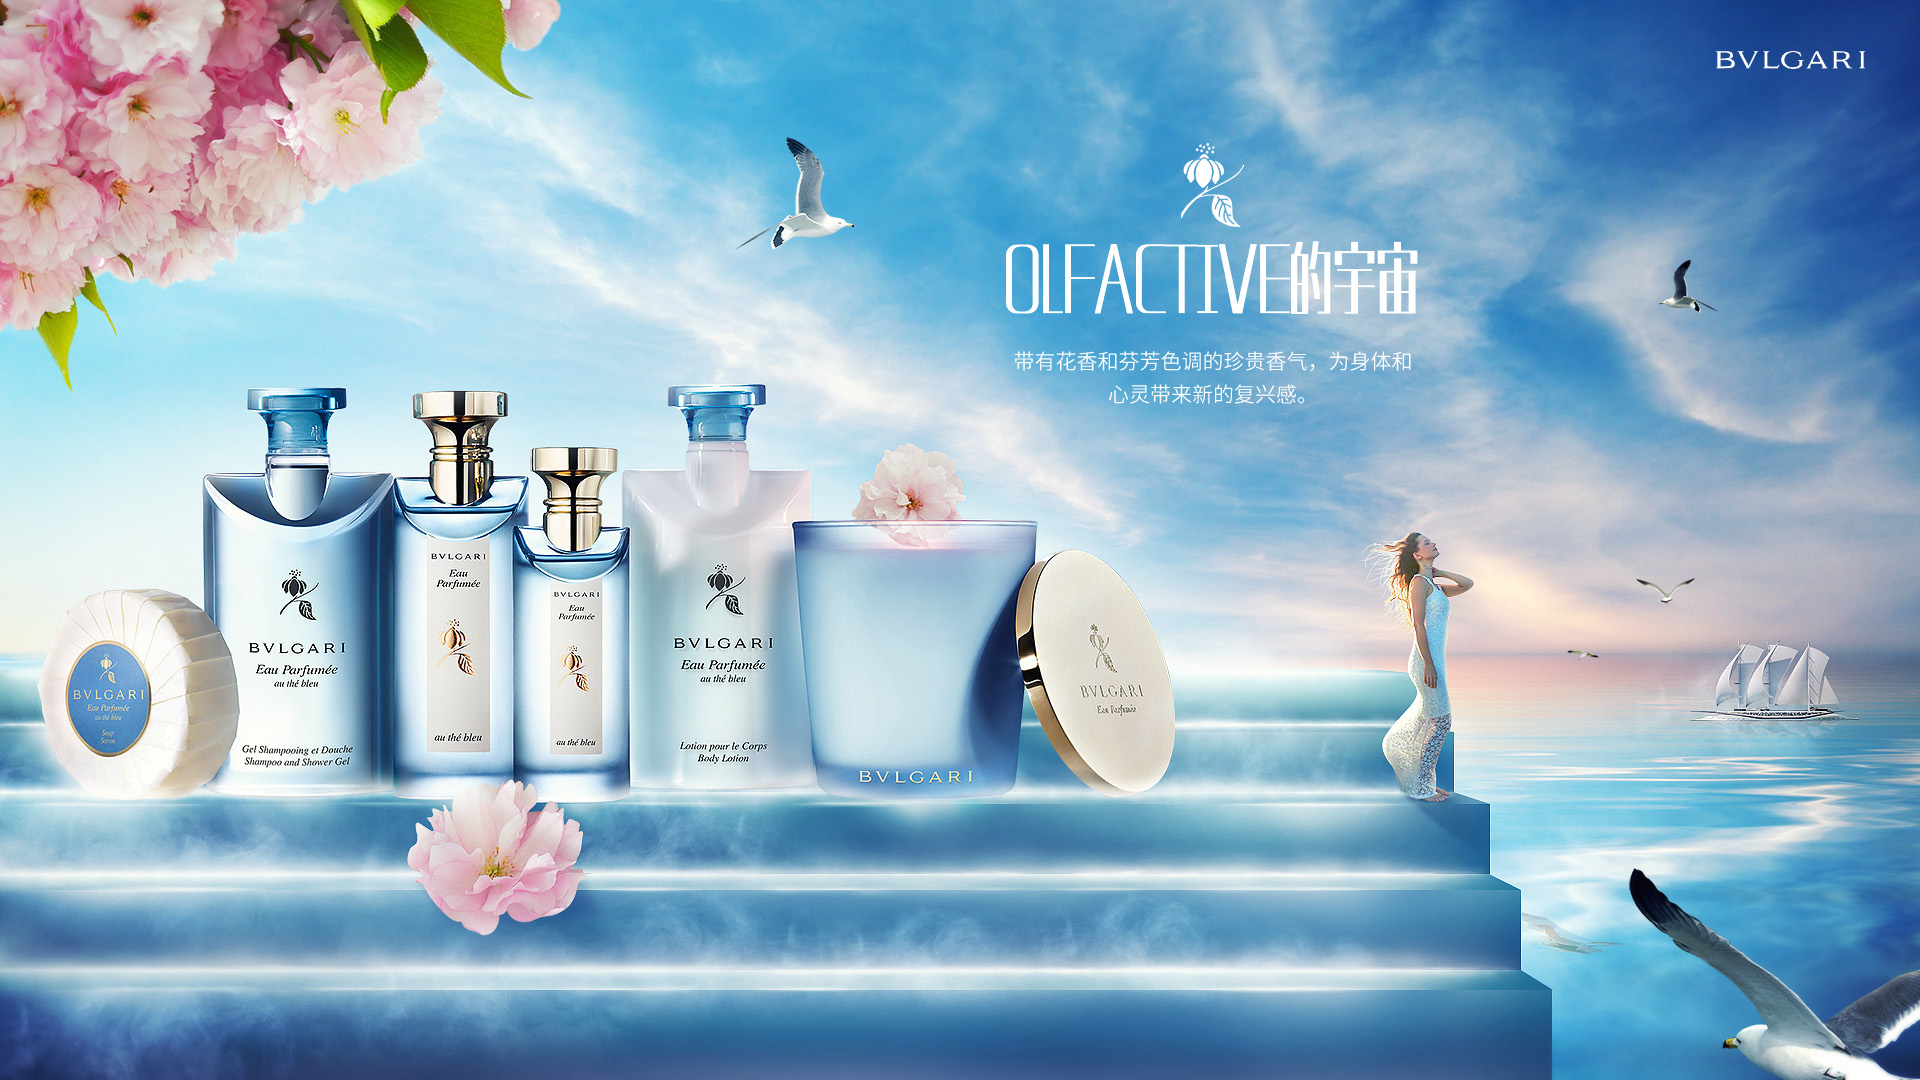 BVLGARI
OLFACTIVE的宇宙
带有花香和芬芳色调的珍贵香气，为身体和
心灵带来新的复兴感。
BVLGARI
Eau Parfumée
au thé bleu
Soap
Savon
BVLGARI
Eau Parfumée
au thé bleu
Gel Shampooing et Douche
Shampoo and Shower Gel
BVLGARI
Eau
Parfumée
au thé bleu
BVLGARI
Eau
Parfumée
au thé bleu
BVLGARI
Eau Parfumée
au thé bleu
Lotion pour le Corps
Body Lotion
BVLGARI
BVLGARI
Eau Parfumée